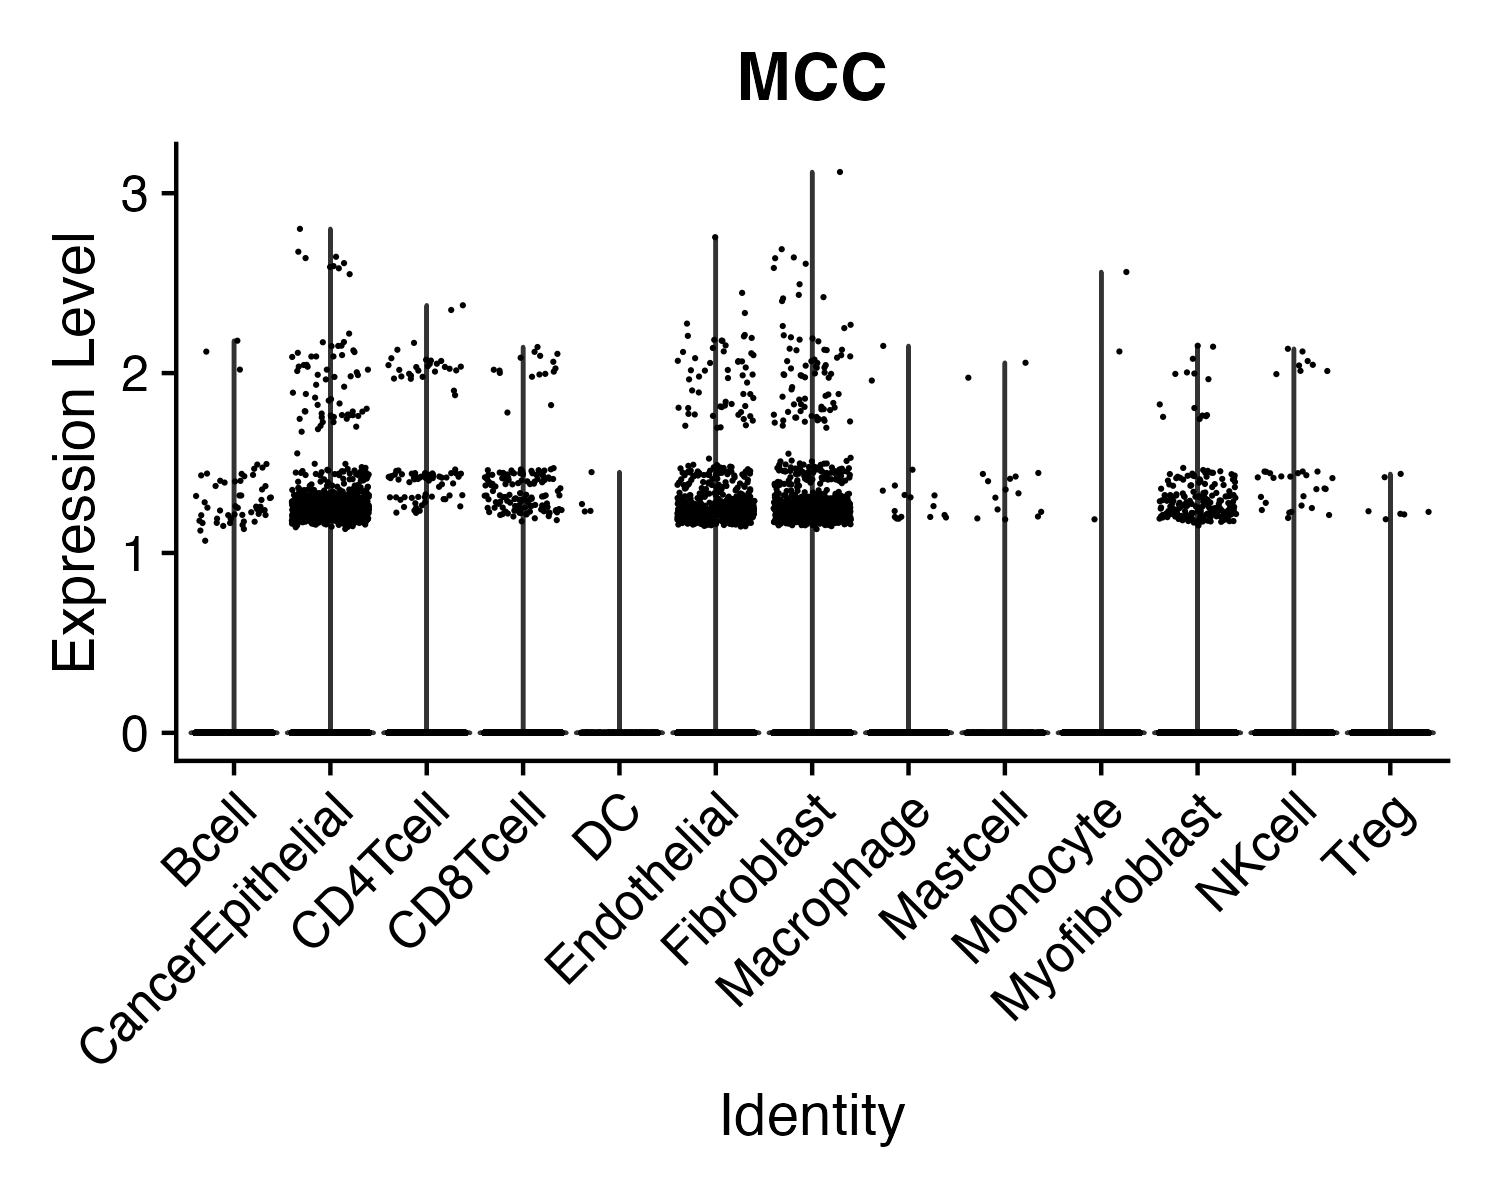 MCC
Expression Level
3
2
1
0
Bcell
CancerEpithelial
CD4Tcell
CD8Tcell
DC
Endothelial
Fibroblast
Macrophage
Mastcell
Monocyte
Myofibroblast
NKcell
Treg
Identity